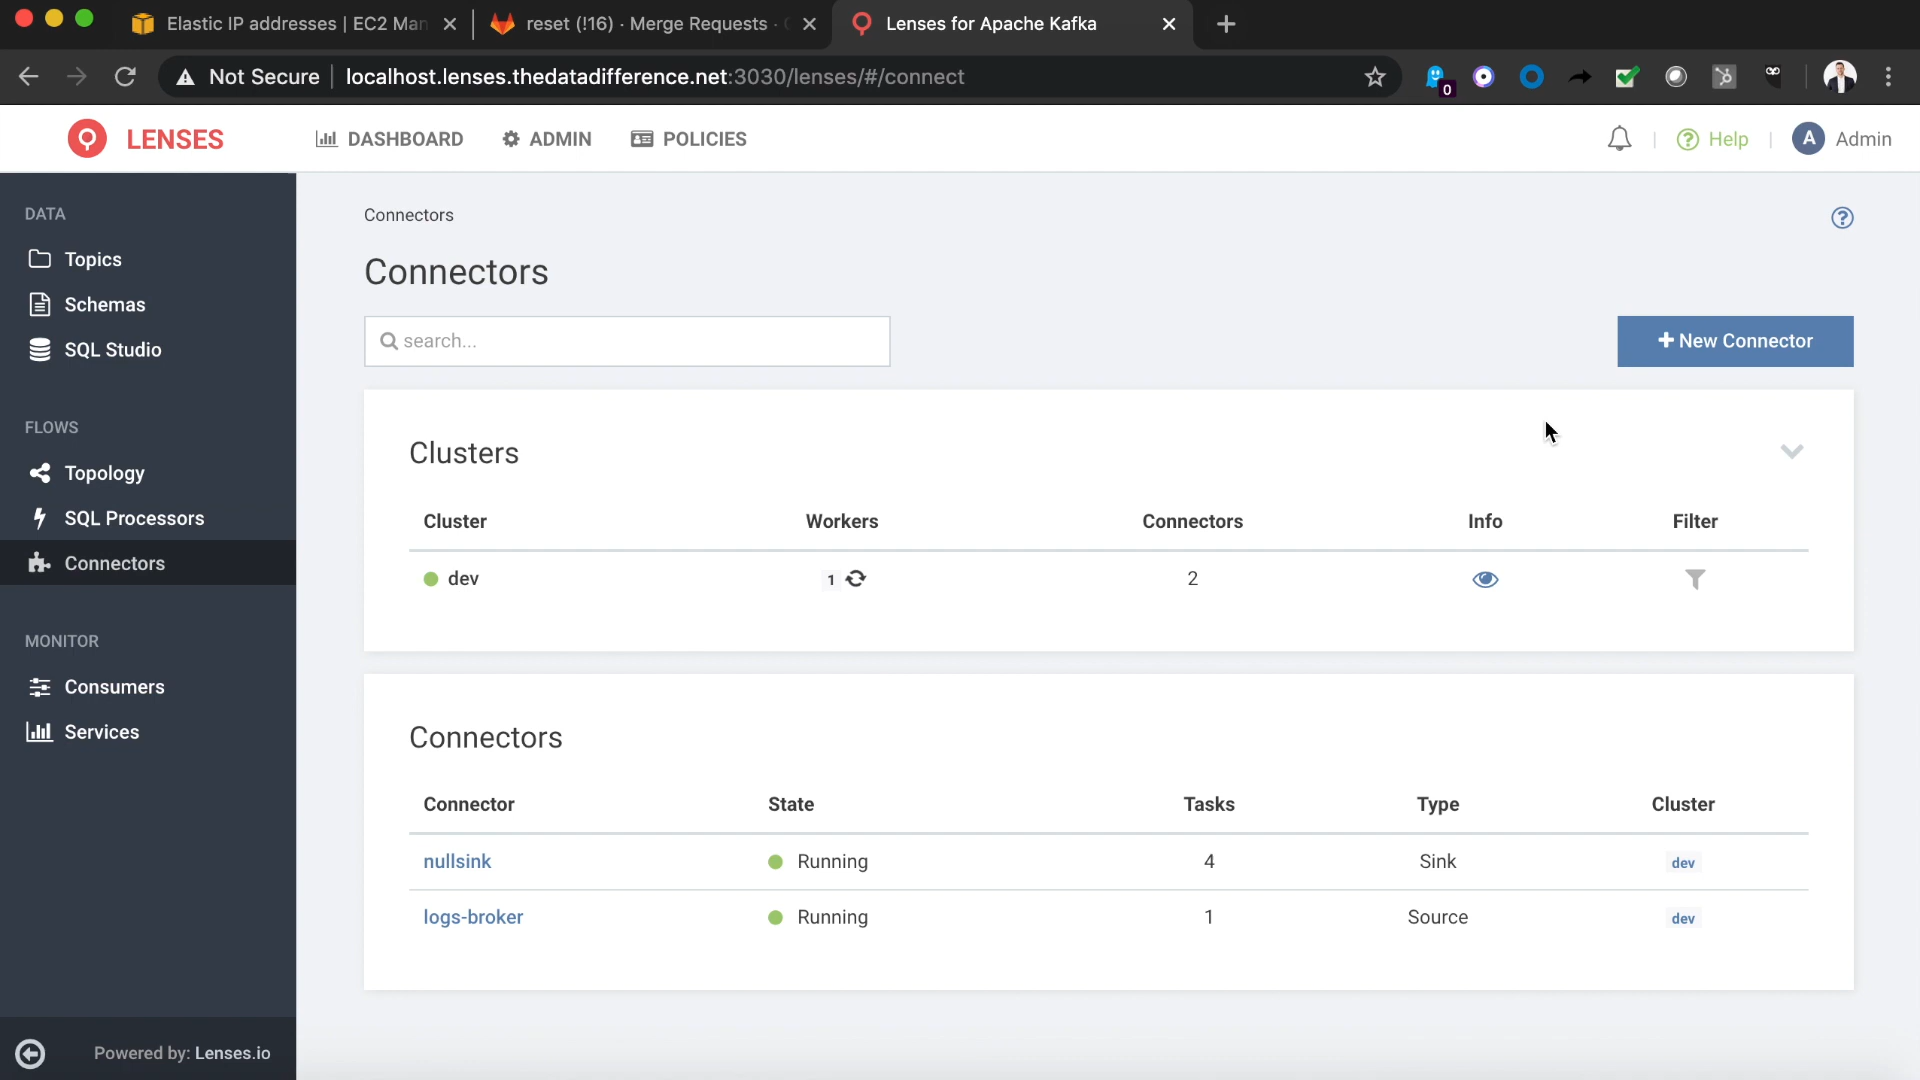 Elastic IP addresses | EC2 Man
reset (!16) · Merge Requests ·
Lenses for Apache Kafka
Not Secure
localhost.lenses.thedatadifference.net:3030/lenses/#/connect
0
LENSES
DASHBOARD
ADMIN
POLICIES
Help
A
Admin
DATA
Topics
Schemas
SQL Studio
FLOWS
Topology
SQL Processors
Connectors
MONITOR
Consumers
Services
Powered by: Lenses.io
Connectors
Connectors
search...
New Connector
Clusters
Cluster Workers Connectors Info Filter
dev 1 2
Connectors
Connector State Tasks Type Cluster
nullsink Running 4 Sink dev
logs-broker Running 1 Source dev